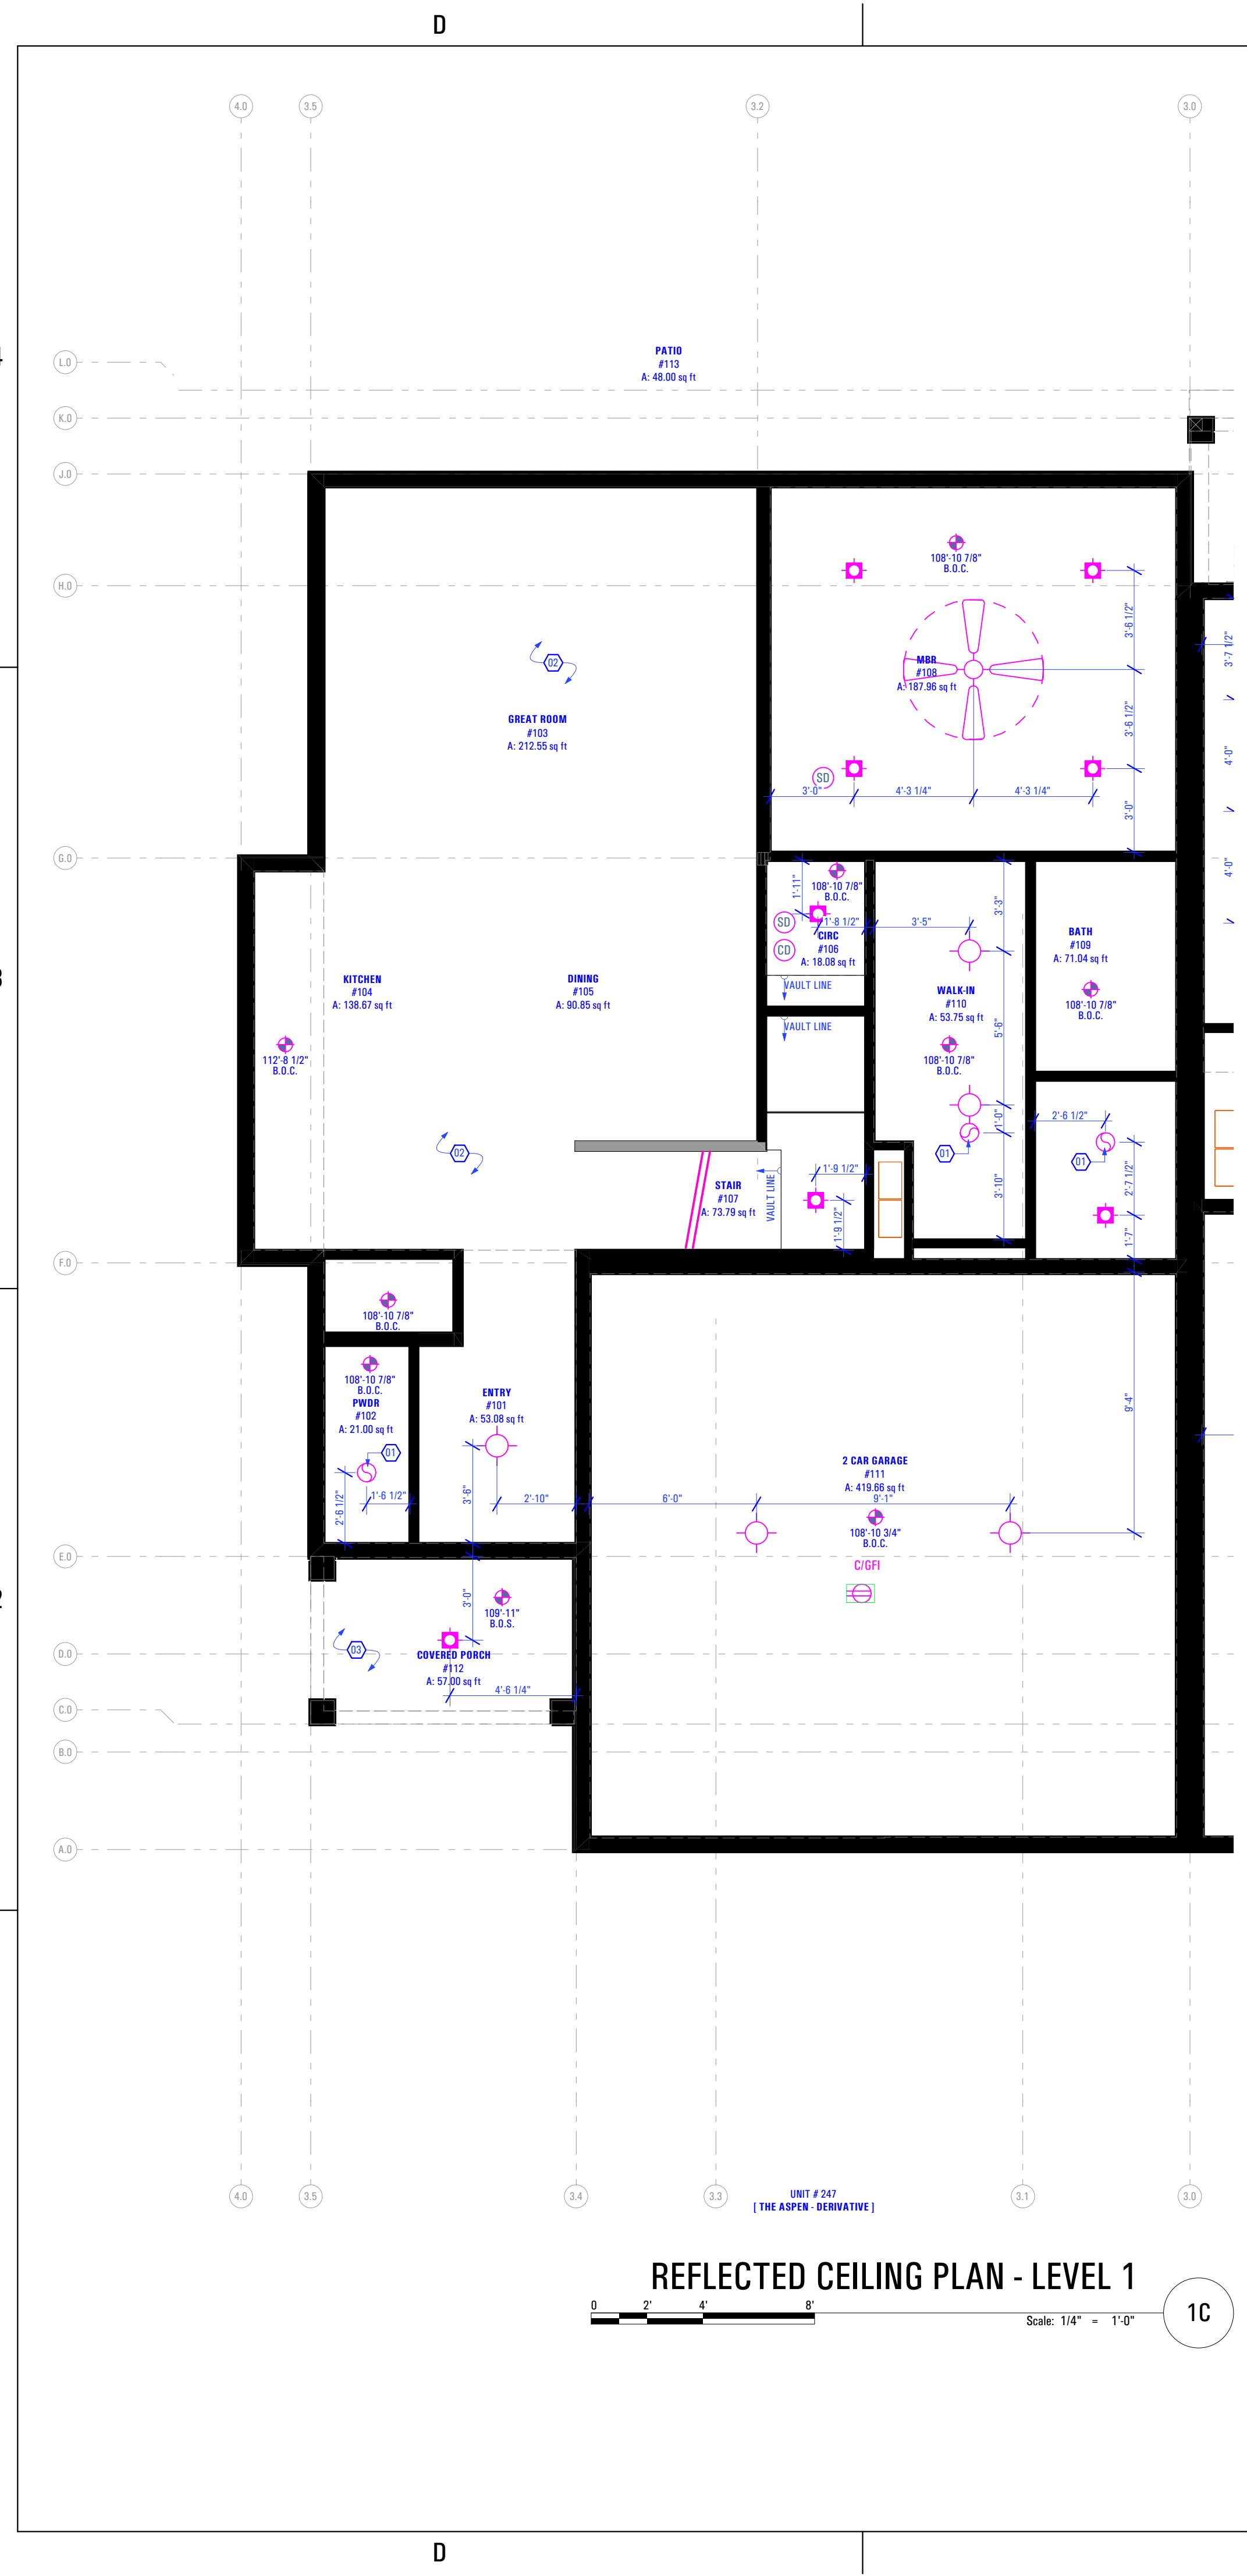 D
4.0
3.5
3.2
3.0
L.0
K.0
J.0
H.0
G.0
F.0
E.0
D.0
C.0
B.0
A.0
4
3
2
PATIO
#113
A: 48.00 sq ft
108'-10 7/8"
B.O.C.
3'-6 1/2"
3'-7 1/2"
02
MBR
#108
A: 187.96 sq ft
GREAT ROOM
#103
A: 212.55 sq ft
3'-6 1/2"
4'-0"
SD
3'-0"
4'-3 1/4"
4'-3 1/4"
3'-0"
4'-0"
1'-11"
108'-10 7/8"
B.O.C.
3'-3"
SD
1'-8 1/2"
3'-5"
CIRC
#106
A: 18.08 sq ft
CD
BATH
#109
A: 71.04 sq ft
KITCHEN
#104
A: 138.67 sq ft
DINING
#105
A: 90.85 sq ft
VAULT LINE
WALK-IN
#110
A: 53.75 sq ft
108'-10 7/8"
B.O.C.
VAULT LINE
5'-6"
112'-8 1/2"
B.O.C.
108'-10 7/8"
B.O.C.
1'-0"
2'-6 1/2"
02
01
01
1'-9 1/2"
2'-7 1/2"
STAIR
#107
A: 73.79 sq ft
VAULT LINE
3'-10"
1'-9 1/2"
1'-7"
108'-10 7/8"
B.O.C.
108'-10 7/8"
B.O.C.
PWDR
#102
A: 21.00 sq ft
ENTRY
#101
A: 53.08 sq ft
9'-4"
01
2 CAR GARAGE
#111
A: 419.66 sq ft
2'-6 1/2"
1'-6 1/2"
3'-6"
2'-10"
6'-0"
9'-1"
108'-10 3/4"
B.O.C.
C/GFI
3'-0"
109'-11"
B.O.S.
03
COVERED PORCH
#112
A: 57.00 sq ft
4'-6 1/4"
4.0
3.5
3.4
3.3
3.1
3.0
UNIT # 247
[ THE ASPEN - DERIVATIVE ]
REFLECTED CEILING PLAN - LEVEL 1
0 2' 4' 8'
Scale: 1/4" = 1'-0"
1C
D